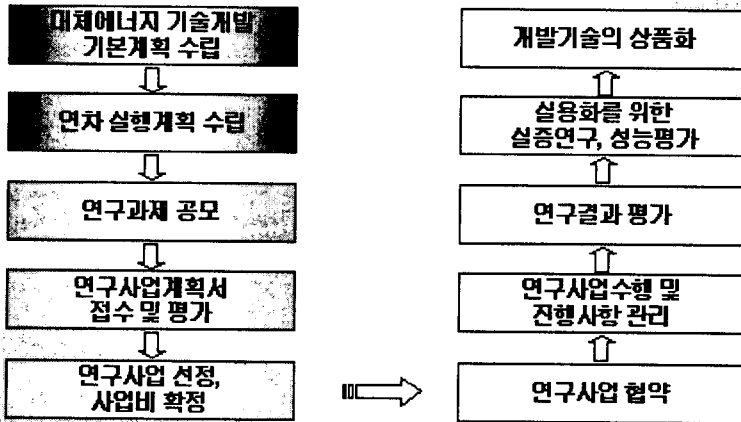 대체에너지 기술개발
기본계획 수립
연차 실행계획 수립
연구과제 공모
연구사업계획서
접수 및 평가
연구사업 선정,
사업비 확정
연구사업 협약
연구사업수행 및
진행사항 관리
연구결과 평가
실용화를 위한
실증연구, 성능평가
개발기술의 상품화